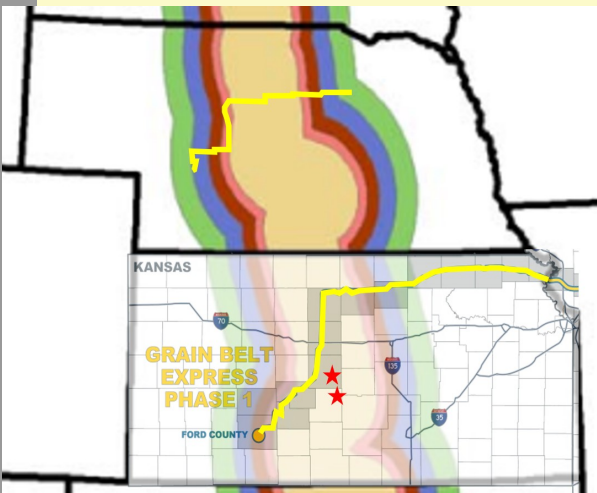 KANSAS
70
GRAIN BELT
EXPRESS
PHASE 1
135
FORD COUNTY
35